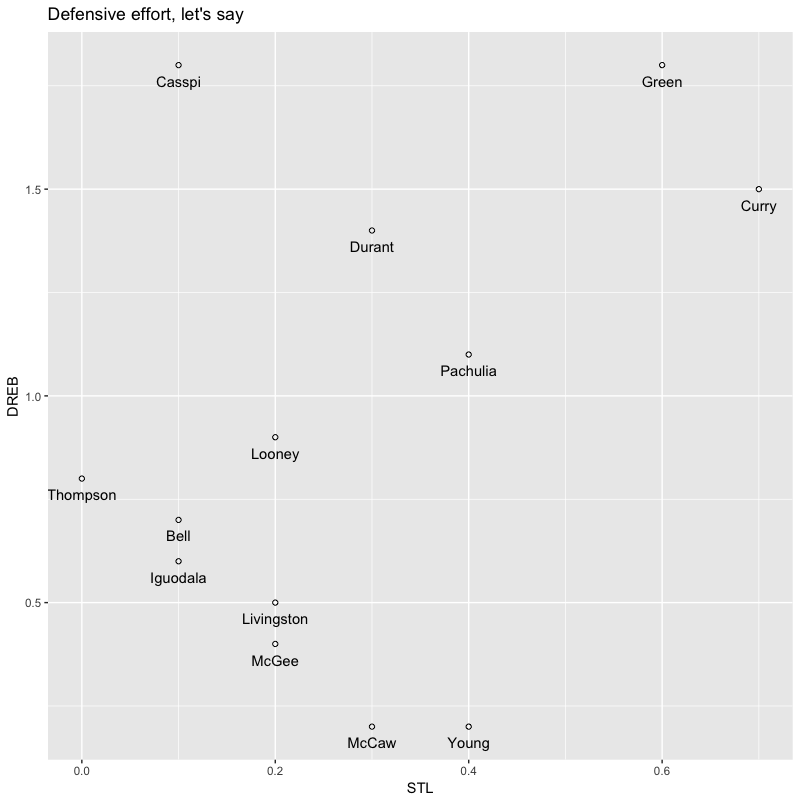 Defensive effort, let's say
Casspi
Green
1.5
Curry
Durant
Pachulia
DREB
1.0
Looney
Thompson
Bell
Iguodala
0.5
Livingston
McGee
McCaw
Young
0.0
0.2
0.4
0.6
STL